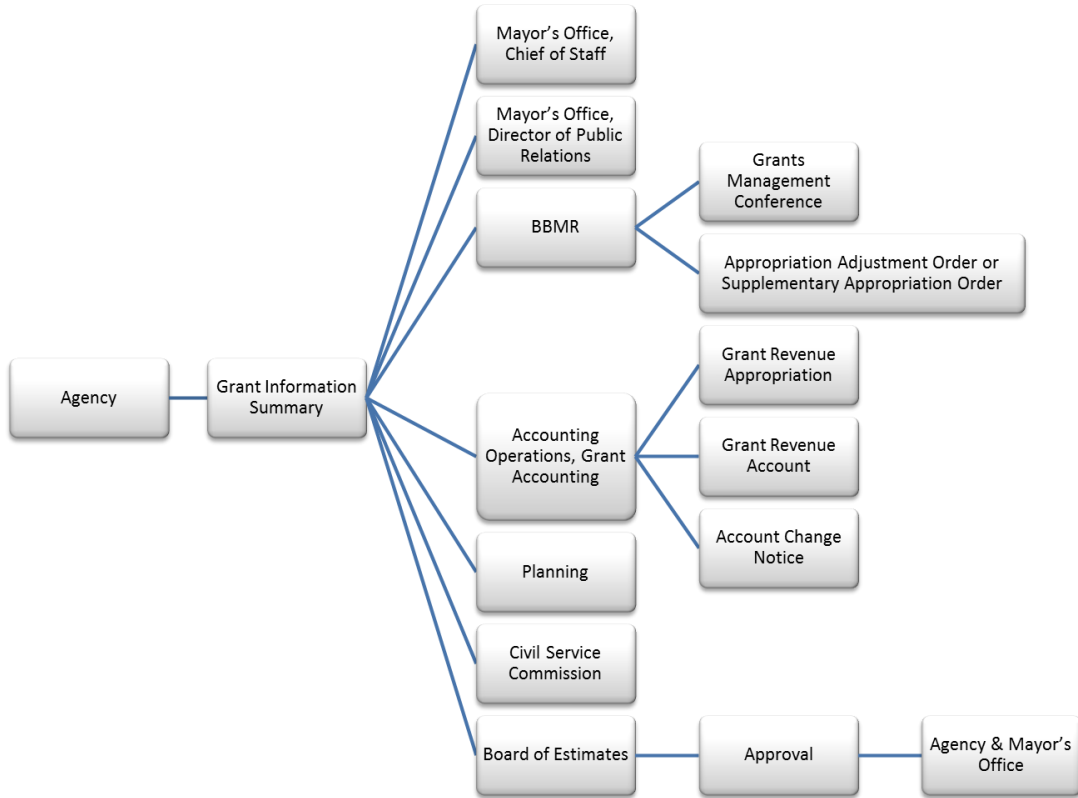 Mayor’s Office,
Chief of Staff
Mayor’s Office,
Director of Public
Relations
Grants
Management
Conference
BBMR
Appropriation Adjustment Order or
Supplementary Appropriation Order
Grant Revenue
Appropriation
Agency
Grant Information
Summary
Accounting
Operations, Grant
Accounting
Grant Revenue
Account
Account Change
Notice
Planning
Civil Service
Commission
Board of Estimates
Approval
Agency & Mayor’s
Office